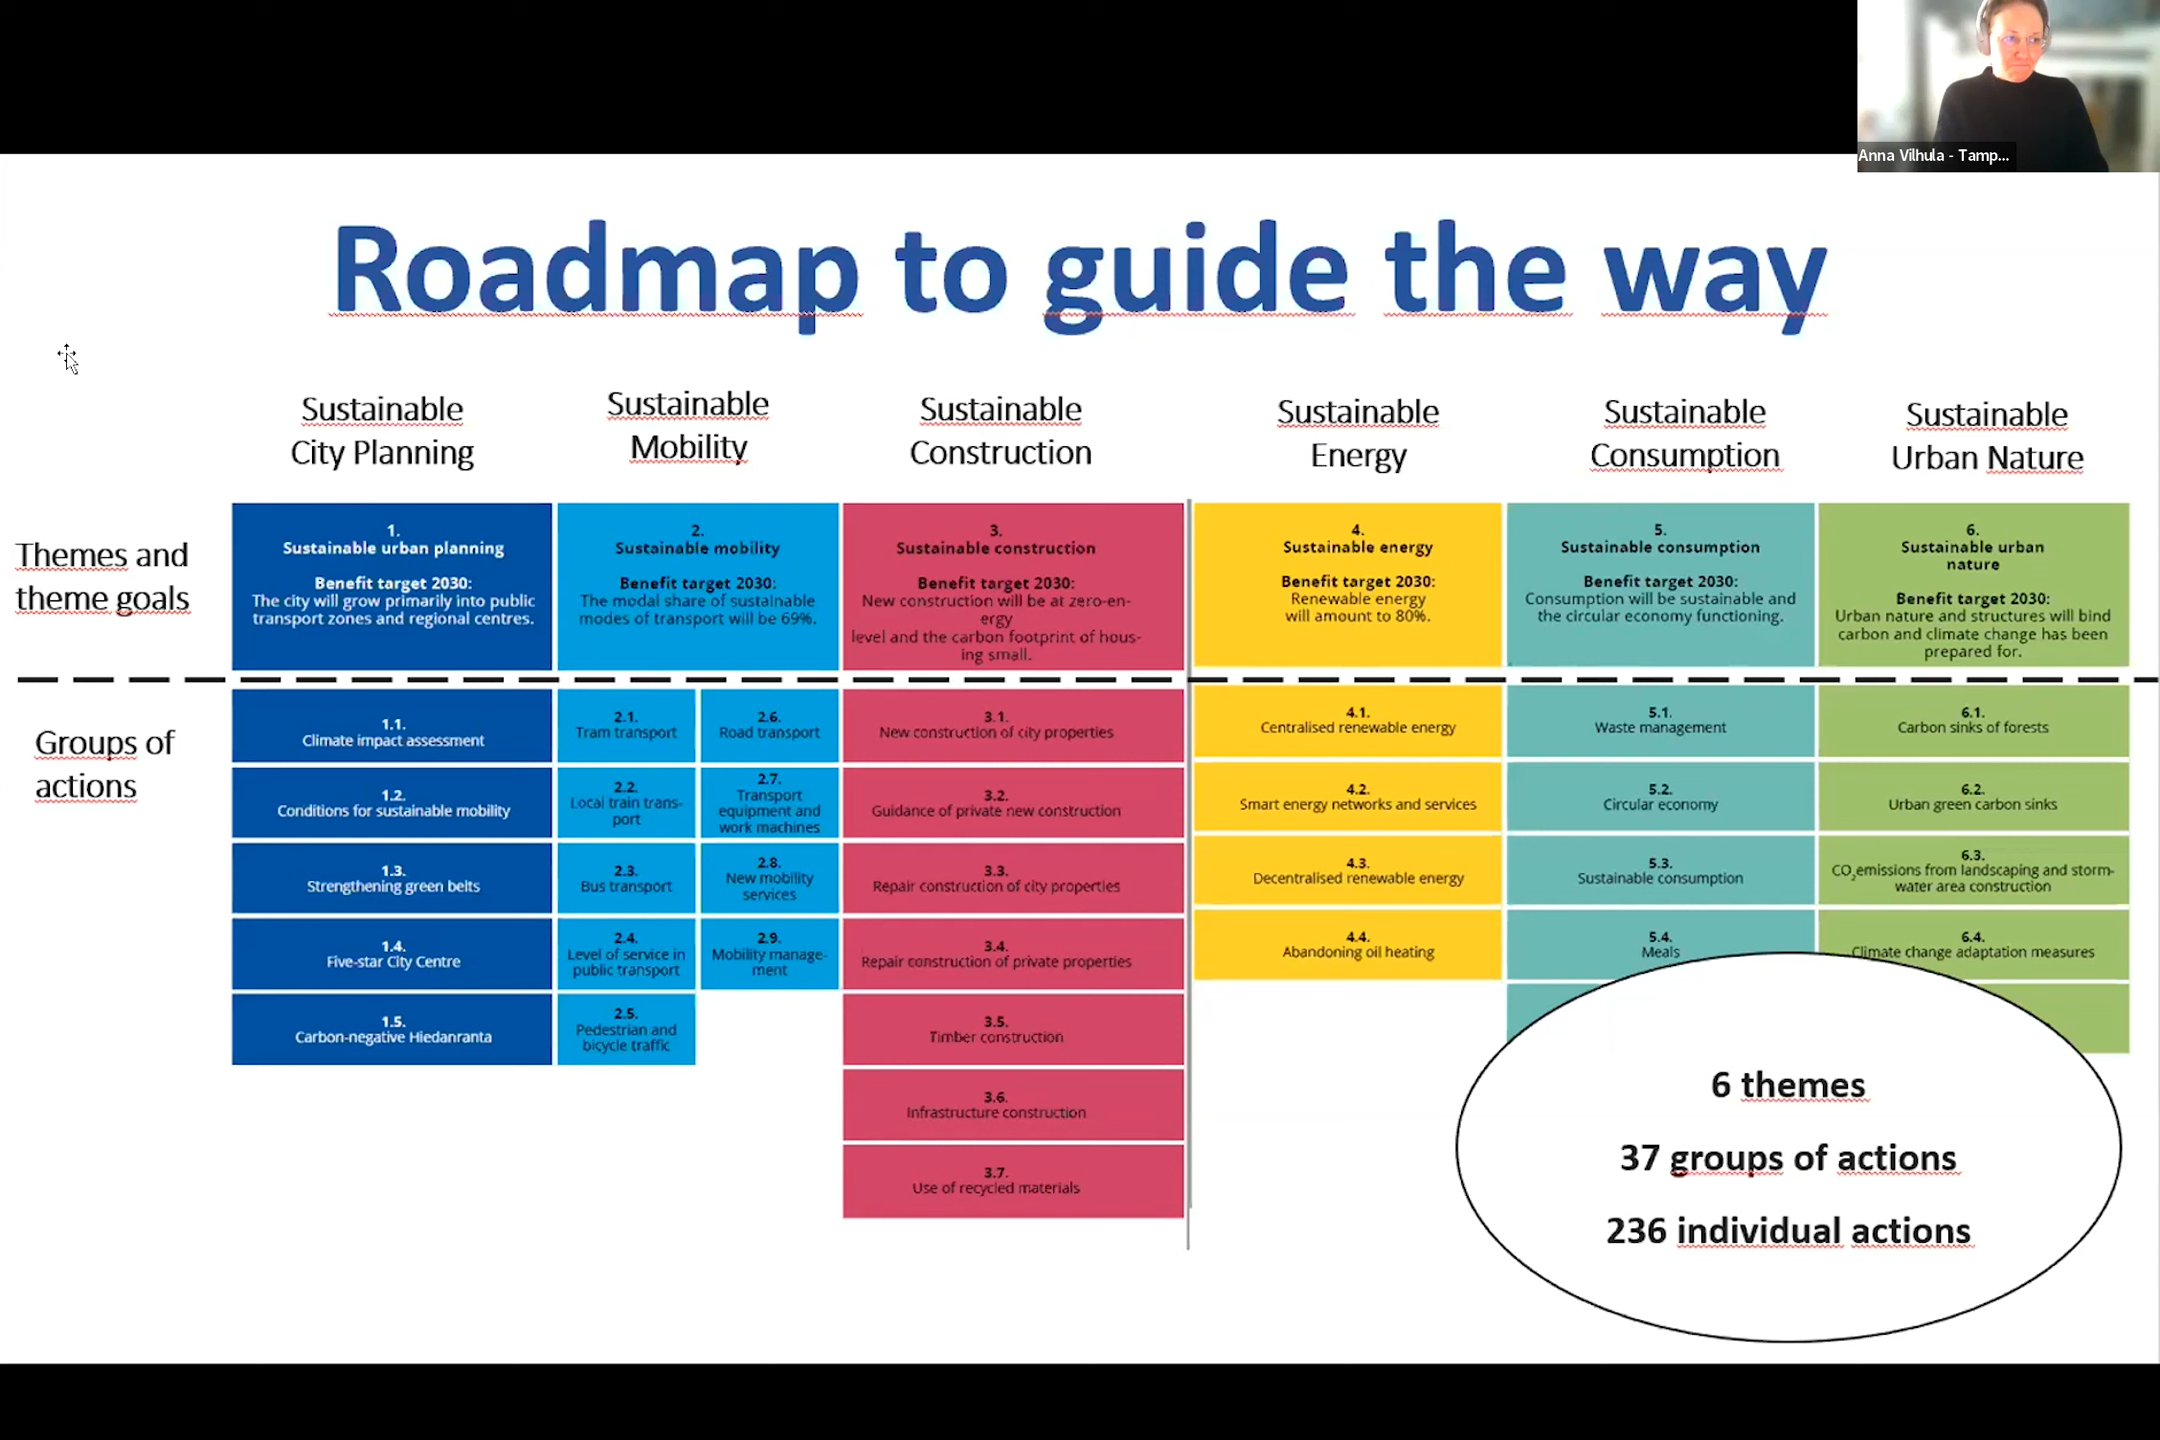 Anna Vilhula - Tamp...
Roadmap to guide the way
Sustainable
City Planning
Sustainable
Mobility
Sustainable
Construction
Sustainable
Energy
Sustainable
Consumption
Sustainable
Urban Nature
Themes and
theme goals
1.
Sustainable urban planning
Benefit target 2030:
The city will grow primarily into public
transport zones and regional centres.
2.
Sustainable mobility
Benefit target 2030:
The modal share of sustainable
modes of transport will be 69%.
3.
Sustainable construction
Benefit target 2030:
New construction will be at zero-en-
ergy
level and the carbon footprint of hous-
ing small.
4.
Sustainable energy
Benefit target 2030:
Renewable energy
will amount to 80%.
5.
Sustainable consumption
Benefit target 2030:
Consumption will be sustainable and
the circular economy functioning.
6.
Sustainable urban
nature
Benefit target 2030:
Urban nature and structures will bind
carbon and climate change has been
prepared for.
Groups of
actions
1.1.
Climate impact assessment
1.2.
Conditions for sustainable mobility
1.3.
Strengthening green belts
1.4.
Five-star City Centre
1.5.
Carbon-negative Hiedanranta
2.1.
Tram transport
2.2.
Local train trans-
port
2.3.
Bus transport
2.4.
Level of service in
public transport
2.5.
Pedestrian and
bicycle traffic
2.6.
Road transport
2.7.
Transport
equipment and
work machines
2.8.
New mobility
services
2.9.
Mobility manage-
ment
3.1.
New construction of city properties
3.2.
Guidance of private new construction
3.3.
Repair construction of city properties
3.4.
Repair construction of private properties
3.5.
Timber construction
3.6.
Infrastructure construction
3.7.
Use of recycled materials
4.1.
Centralised renewable energy
4.2.
Smart energy networks and services
4.3.
Decentralised renewable energy
4.4.
Abandoning oil heating
5.1.
Waste management
5.2.
Circular economy
5.3.
Sustainable consumption
5.4.
Meals
6.1.
Carbon sinks of forests
6.2.
Urban green carbon sinks
6.3.
CO₂emissions from landscaping and storm-
water area construction
6.4.
Climate change adaptation measures
6 themes
37 groups of actions
236 individual actions